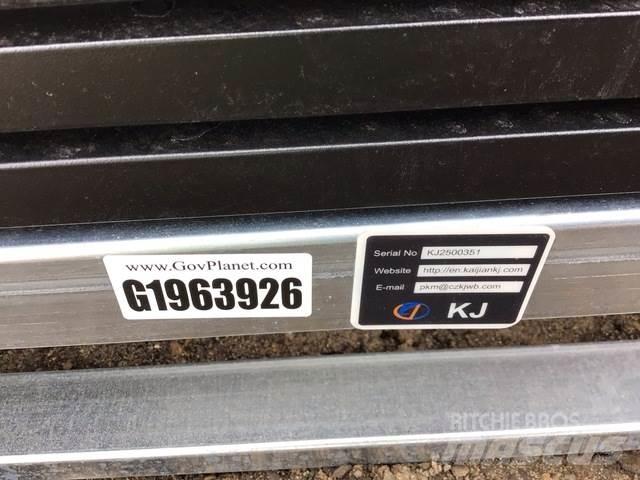 www.GovPlanet.com
G1963926
Serial No KJ2500351
Website http://en.kaijiankj.com
E-mail pkm@czkjwb.com
KJ
RITCHIE BROS
MASCUS